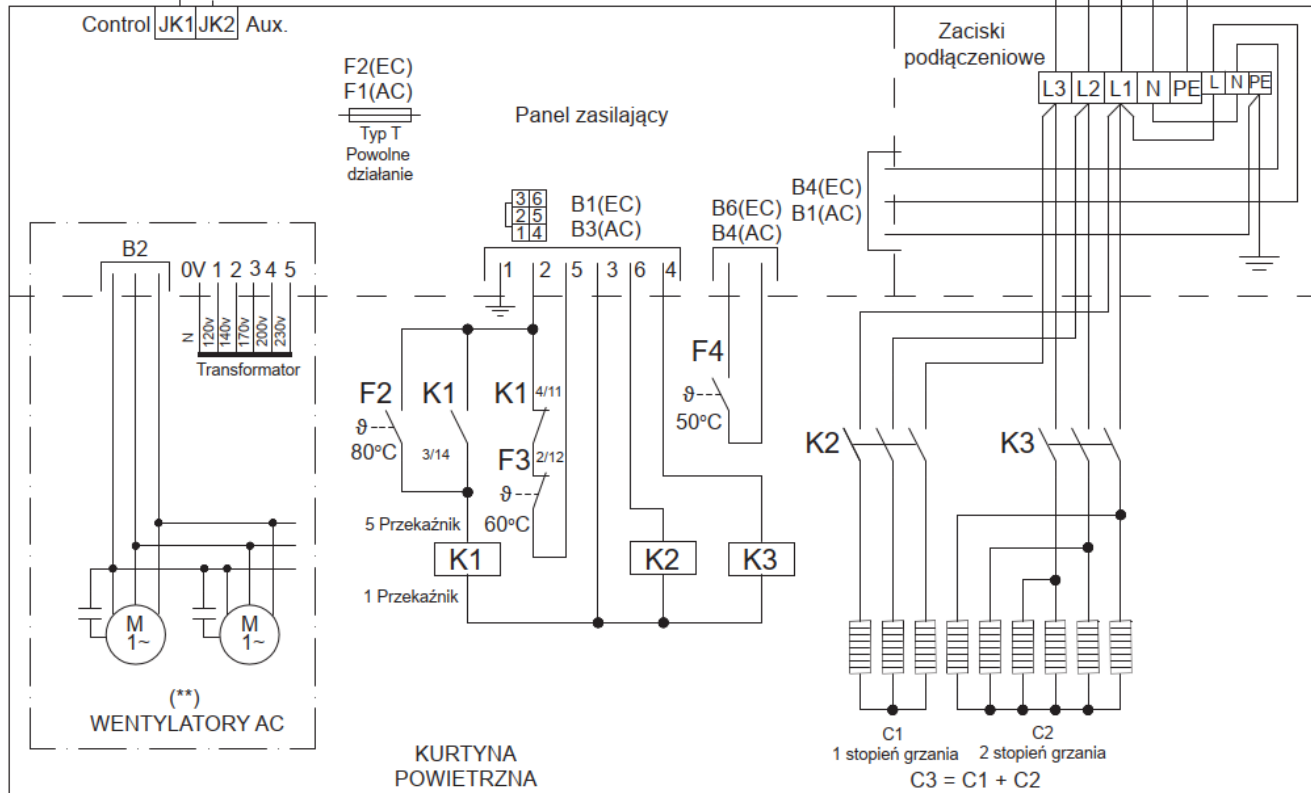 Control JK1 JK2 Aux.
F2(EC)
F1(AC)
Typ T
Powolne
działanie
Panel zasilający
Zaciski
podłączeniowe
L3 L2 L1 N PE L N PE
3 6
2 5
1 4
B1(EC)
B3(AC)
B6(EC)
B4(AC)
B4(EC)
B1(AC)
B2
0V 1 2 3 4 5
N 120v 140v 170v 200v 230v
Transformator
1 2 5 3 6 4
F2
ϑ
80ºC
K1
3/14
K1 4/11
F3 2/12
ϑ
60ºC
F4
ϑ
50ºC
K2
K3
5 Przekaźnik
K1
K2
K3
1 Przekaźnik
M
1~
M
1~
(**)
WENTYLATORY AC
KURTYNA
POWIETRZNA
C1
1 stopień grzania
C2
2 stopień grzania
C3 = C1 + C2